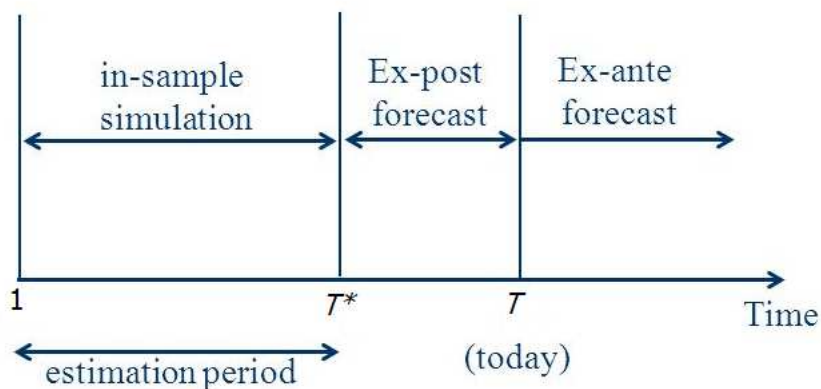 in-sample
simulation
Ex-post
forecast
Ex-ante
forecast
1
T*
T
Time
estimation period
(today)